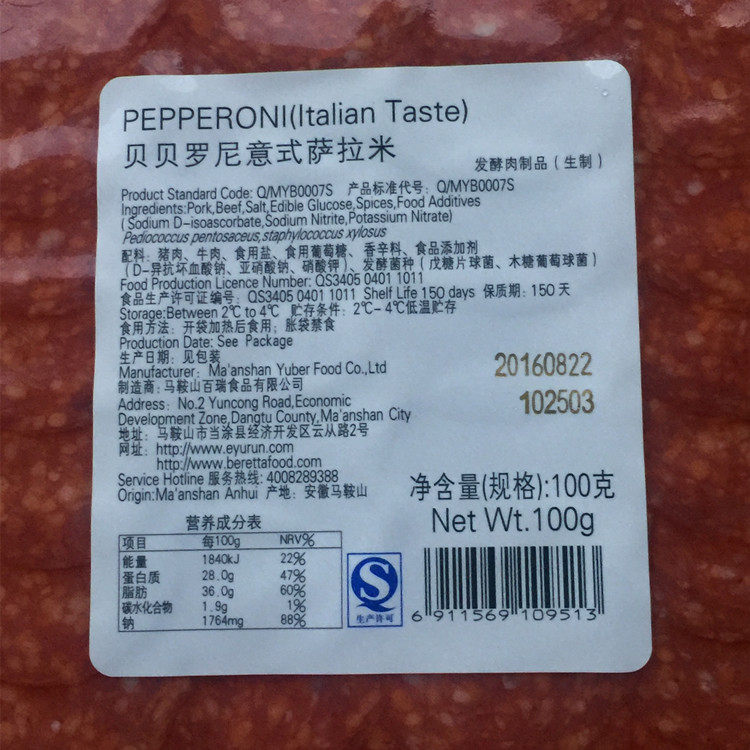 PEPPERONI(Italian Taste)
贝贝罗尼意式萨拉米
发酵肉制品（生制）
Product Standard Code: Q/MYB0007S 产品标准代号: Q/MYB0007S
Ingredients:Pork,Beef,Salt,Edible Glucose,Spices,Food Additives
(Sodium D-isoascorbate,Sodium Nitrite,Potassium Nitrate)
Pediococcus pentosaceus,staphylococcus xylosus
配料: 猪肉、牛肉、食用盐、食用葡萄糖、香辛料、食品添加剂
（D-异抗坏血酸钠、亚硝酸钠、硝酸钾）、发酵菌种（戊糖片球菌、木糖葡萄球菌）
Food Production Licence Number: QS3405 0401 1011
食品生产许可证编号: QS3405 0401 1011 Shelf Life 150 days 保质期: 150天
Storage:Between 2℃ to 4℃ 贮存条件: 2℃-4℃低温贮存
食用方法: 开袋加热后食用; 胀袋禁食
Production Date: See Package
生产日期: 见包装
Manufacturer: Ma'anshan Yuber Food Co.,Ltd
制造商: 马鞍山百瑞食品有限公司
Address: No.2 Yuncong Road,Economic
Development Zone,Dangtu County,Ma'anshan City
地址: 马鞍山市当涂县经济开发区云从路2号
网址: http://www.eyurun.com
http://www.berettafood.com
Service Hotline 服务热线: 4008289388
Origin:Ma'anshan Anhui 产地: 安徽马鞍山
20160822
102503
净含量(规格):100克
Net Wt.100g
营养成分表
项目 每100g NRV%
能量 1840kJ 22%
蛋白质 28.0g 47%
脂肪 36.0g 60%
碳水化合物 1.9g 1%
钠 1764mg 88%
生产许可
6 911569 109513